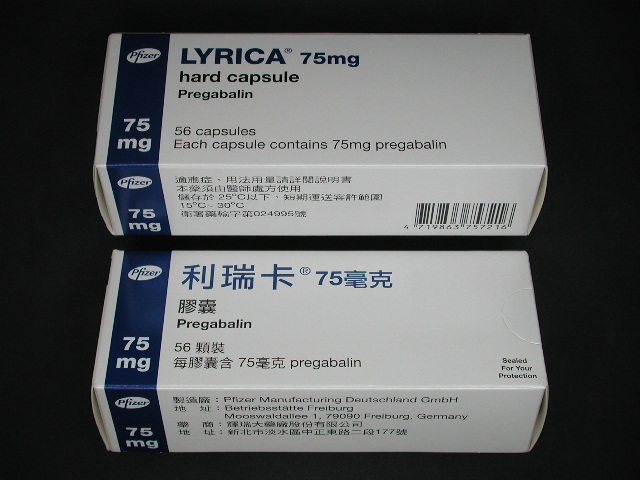 Pfizer
LYRICA® 75mg
hard capsule
Pregabalin
75 mg
56 capsules
Each capsule contains 75mg pregabalin
Pfizer
75 mg
適應症、用法用量請詳閱說明書
本藥須由醫師處方使用
儲存於 25°C以下,短期運送容許範圍
15°C~ 30°C
衛署藥輸字第024995號
4 719863 757216
Pfizer
利瑞卡® 75毫克
膠囊
Pregabalin
75 mg
56 顆裝
每膠囊含 75毫克 pregabalin
Sealed
For Your
Protection
Pfizer
75 mg
製造廠：Pfizer Manufacturing Deutschland GmbH
地　址：Betriebsstätte Freiburg
Mooswaldallee 1, 79090 Freiburg, Germany
藥　商：輝瑞大藥廠股份有限公司
地　址：新北市淡水區中正東路二段177號